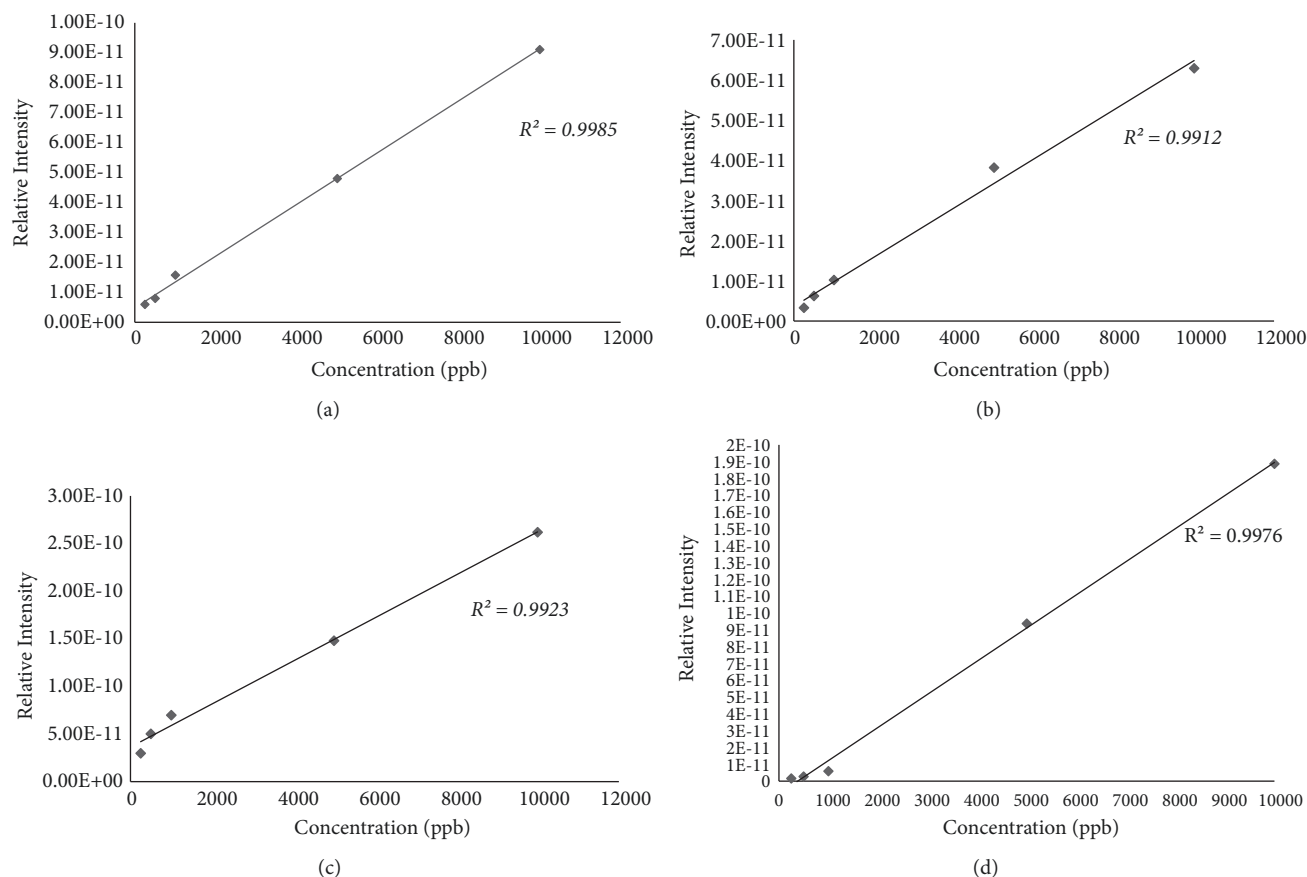 1.00E-10
9.00E-11
8.00E-11
7.00E-11
6.00E-11
5.00E-11
4.00E-11
3.00E-11
2.00E-11
1.00E-11
0.00E+00
Relative Intensity
R² = 0.9985
0 2000 4000 6000 8000 10000 12000
Concentration (ppb)
(a)
7.00E-11
6.00E-11
5.00E-11
4.00E-11
3.00E-11
2.00E-11
1.00E-11
0.00E+00
Relative Intensity
R² = 0.9912
0 2000 4000 6000 8000 10000 12000
Concentration (ppb)
(b)
3.00E-10
2.50E-10
2.00E-10
1.50E-10
1.00E-10
5.00E-11
0.00E+00
Relative Intensity
R² = 0.9923
0 2000 4000 6000 8000 10000 12000
Concentration (ppb)
(c)
2E-10
1.9E-10
1.8E-10
1.7E-10
1.6E-10
1.5E-10
1.4E-10
1.3E-10
1.2E-10
1.1E-10
1E-10
9E-11
8E-11
7E-11
6E-11
5E-11
4E-11
3E-11
2E-11
1E-11
0
Relative Intensity
R² = 0.9976
0 1000 2000 3000 4000 5000 6000 7000 8000 9000 10000
Concentration (ppb)
(d)